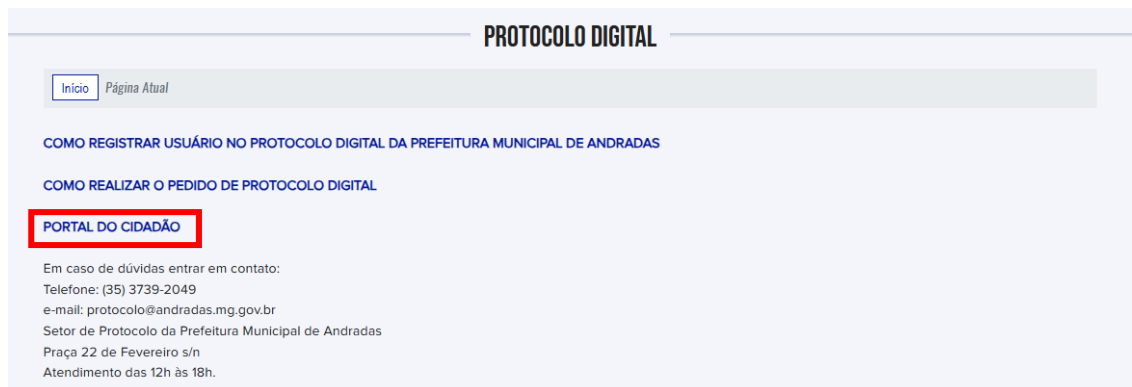 PROTOCOLO DIGITAL
Início Página Atual
COMO REGISTRAR USUÁRIO NO PROTOCOLO DIGITAL DA PREFEITURA MUNICIPAL DE ANDRADAS
COMO REALIZAR O PEDIDO DE PROTOCOLO DIGITAL
PORTAL DO CIDADÃO
Em caso de dúvidas entrar em contato:
Telefone: (35) 3739-2049
e-mail: protocolo@andradas.mg.gov.br
Setor de Protocolo da Prefeitura Municipal de Andradas
Praça 22 de Fevereiro s/n
Atendimento das 12h às 18h.